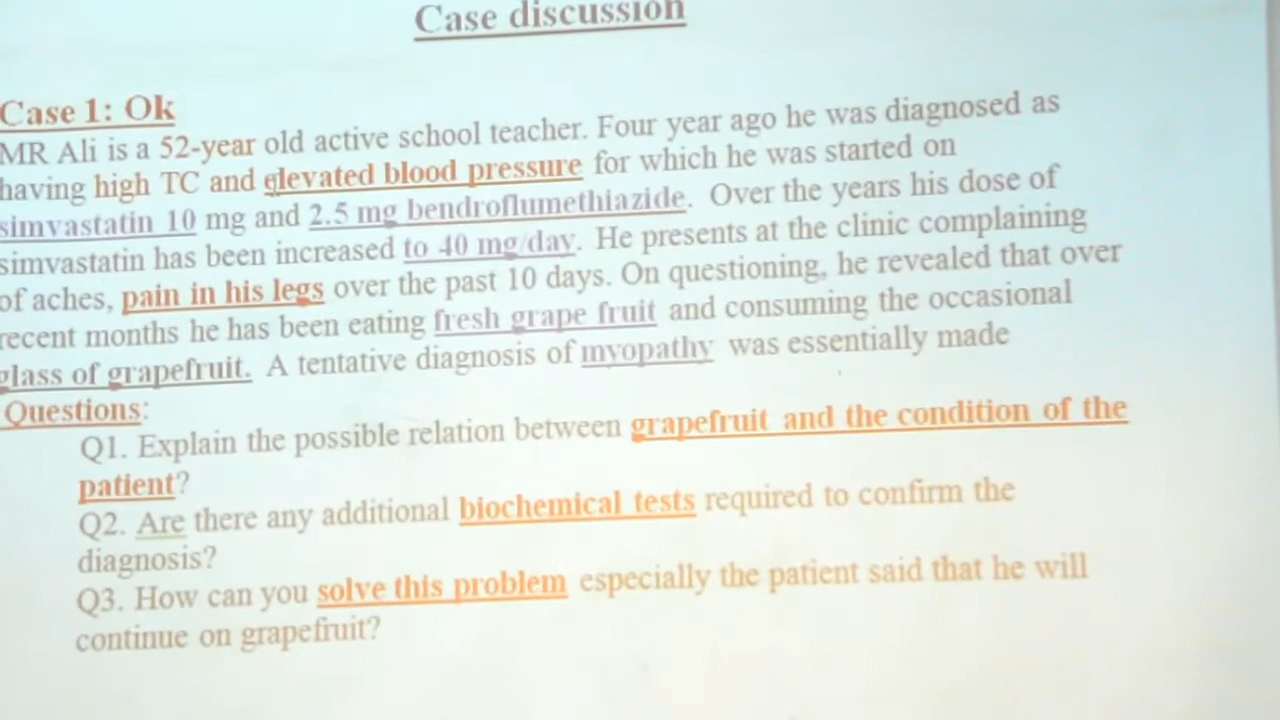 Case discussion
Case 1: Ok
MR Ali is a 52-year old active school teacher. Four year ago he was diagnosed as
having high TC and elevated blood pressure for which he was started on
simvastatin 10 mg and 2.5 mg bendroflumethiazide. Over the years his dose of
simvastatin has been increased to 40 mg/day. He presents at the clinic complaining
of aches, pain in his legs over the past 10 days. On questioning, he revealed that over
recent months he has been eating fresh grape fruit and consuming the occasional
glass of grapefruit. A tentative diagnosis of myopathy was essentially made
Questions:
Q1. Explain the possible relation between grapefruit and the condition of the
patient?
Q2. Are there any additional biochemical tests required to confirm the
diagnosis?
Q3. How can you solve this problem especially the patient said that he will
continue on grapefruit?